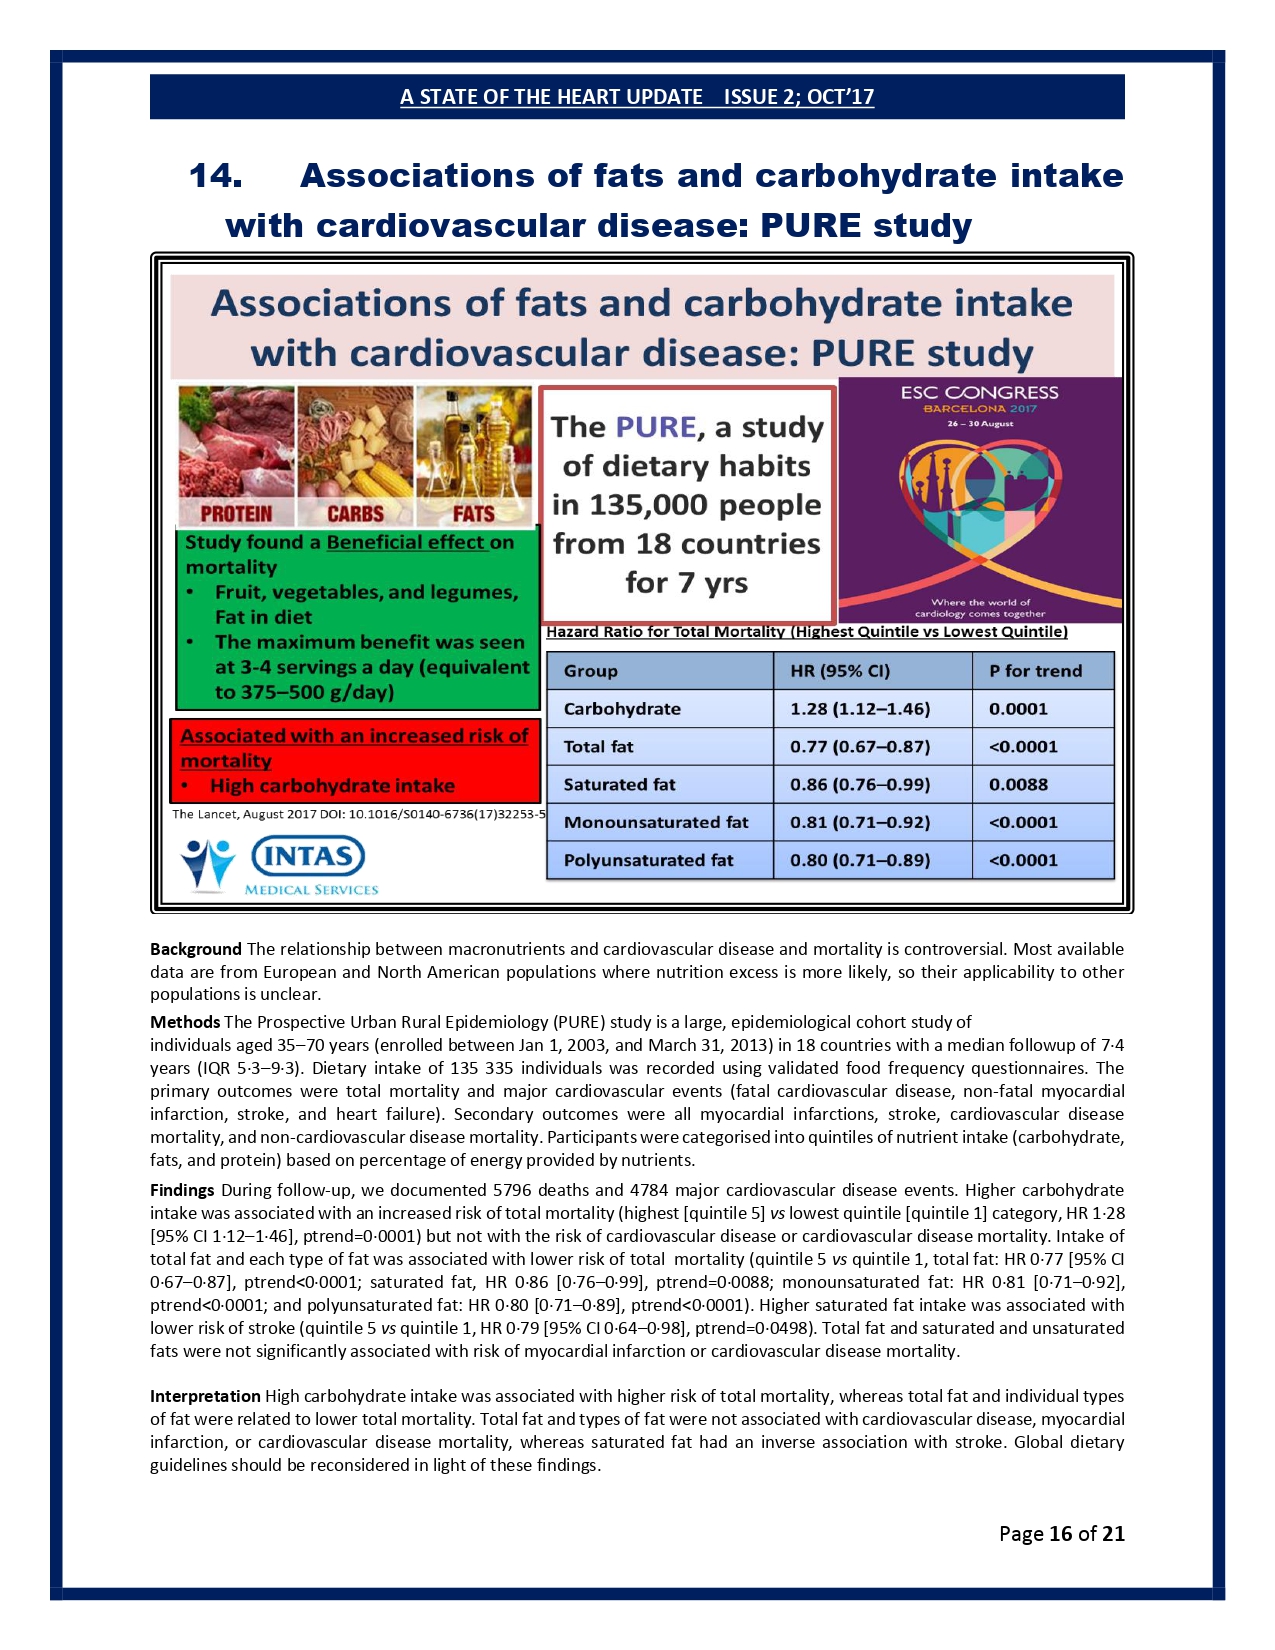 A STATE OF THE HEART UPDATE ISSUE 2; OCT’17
14. Associations of fats and carbohydrate intake
with cardiovascular disease: PURE study
Associations of fats and carbohydrate intake
with cardiovascular disease: PURE study
PROTEIN CARBS FATS
Study found a Beneficial effect on
mortality
• Fruit, vegetables, and legumes,
Fat in diet
• The maximum benefit was seen
at 3-4 servings a day (equivalent
to 375–500 g/day)
Associated with an increased risk of
mortality
• High carbohydrate intake
The Lancet, August 2017 DOI: 10.1016/S0140-6736(17)32253-5
INTAS
MEDICAL SERVICES
The PURE, a study
of dietary habits
in 135,000 people
from 18 countries
for 7 yrs
ESC CONGRESS
BARCELONA 2017
26 – 30 August
Where the world of
cardiology comes together
Hazard Ratio for Total Mortality (Highest Quintile vs Lowest Quintile)
Group HR (95% CI) P for trend
Carbohydrate 1.28 (1.12–1.46) 0.0001
Total fat 0.77 (0.67–0.87) <0.0001
Saturated fat 0.86 (0.76–0.99) 0.0088
Monounsaturated fat 0.81 (0.71–0.92) <0.0001
Polyunsaturated fat 0.80 (0.71–0.89) <0.0001
Background The relationship between macronutrients and cardiovascular disease and mortality is controversial. Most available
data are from European and North American populations where nutrition excess is more likely, so their applicability to other
populations is unclear.
Methods The Prospective Urban Rural Epidemiology (PURE) study is a large, epidemiological cohort study of
individuals aged 35–70 years (enrolled between Jan 1, 2003, and March 31, 2013) in 18 countries with a median followup of 7·4
years (IQR 5·3–9·3). Dietary intake of 135 335 individuals was recorded using validated food frequency questionnaires. The
primary outcomes were total mortality and major cardiovascular events (fatal cardiovascular disease, non-fatal myocardial
infarction, stroke, and heart failure). Secondary outcomes were all myocardial infarctions, stroke, cardiovascular disease
mortality, and non-cardiovascular disease mortality. Participants were categorised into quintiles of nutrient intake (carbohydrate,
fats, and protein) based on percentage of energy provided by nutrients.
Findings During follow-up, we documented 5796 deaths and 4784 major cardiovascular disease events. Higher carbohydrate
intake was associated with an increased risk of total mortality (highest [quintile 5] vs lowest quintile [quintile 1] category, HR 1·28
[95% CI 1·12–1·46], ptrend=0·0001) but not with the risk of cardiovascular disease or cardiovascular disease mortality. Intake of
total fat and each type of fat was associated with lower risk of total mortality (quintile 5 vs quintile 1, total fat: HR 0·77 [95% CI
0·67–0·87], ptrend<0·0001; saturated fat, HR 0·86 [0·76–0·99], ptrend=0·0088; monounsaturated fat: HR 0·81 [0·71–0·92],
ptrend<0·0001; and polyunsaturated fat: HR 0·80 [0·71–0·89], ptrend<0·0001). Higher saturated fat intake was associated with
lower risk of stroke (quintile 5 vs quintile 1, HR 0·79 [95% CI 0·64–0·98], ptrend=0·0498). Total fat and saturated and unsaturated
fats were not significantly associated with risk of myocardial infarction or cardiovascular disease mortality.
Interpretation High carbohydrate intake was associated with higher risk of total mortality, whereas total fat and individual types
of fat were related to lower total mortality. Total fat and types of fat were not associated with cardiovascular disease, myocardial
infarction, or cardiovascular disease mortality, whereas saturated fat had an inverse association with stroke. Global dietary
guidelines should be reconsidered in light of these findings.
Page 16 of 21